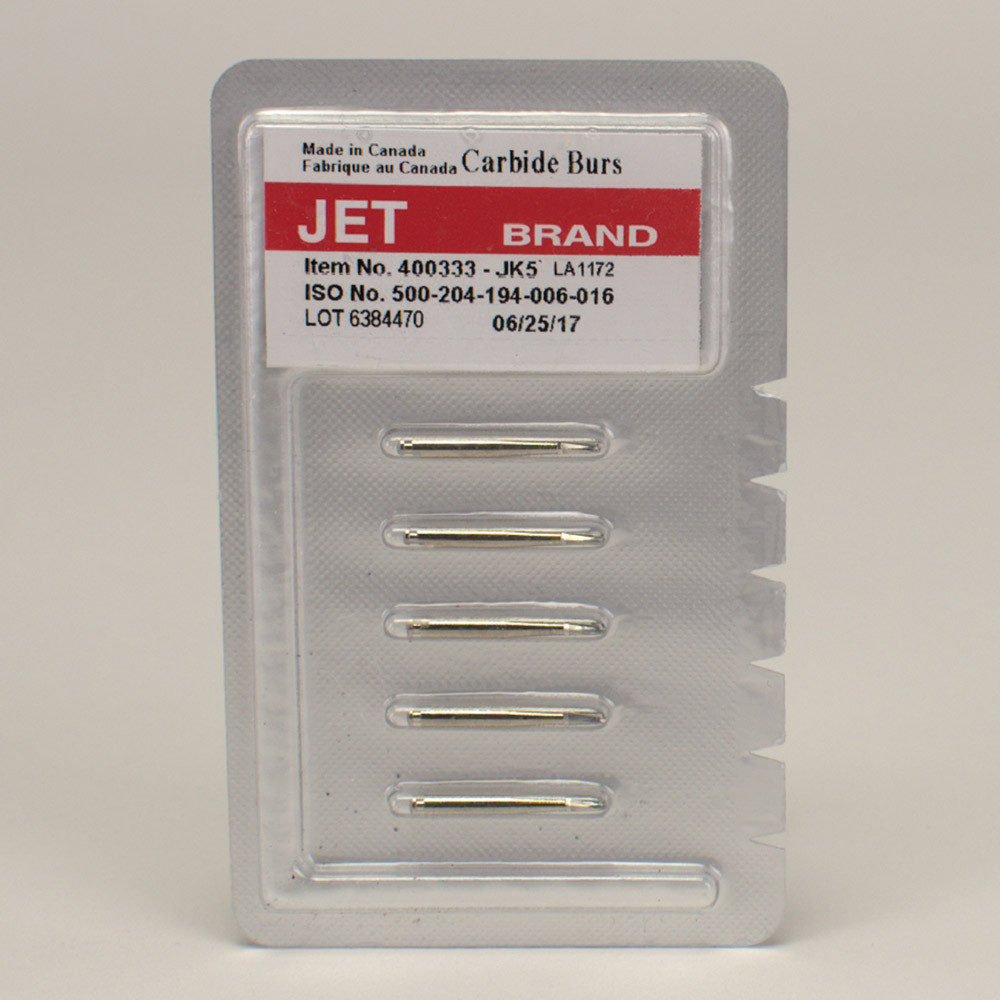 Made in Canada
Fabrique au Canada Carbide Burs
JET BRAND
Item No. 400333 - JK5 LA1172
ISO No. 500-204-194-006-016
LOT 6384470 06/25/17